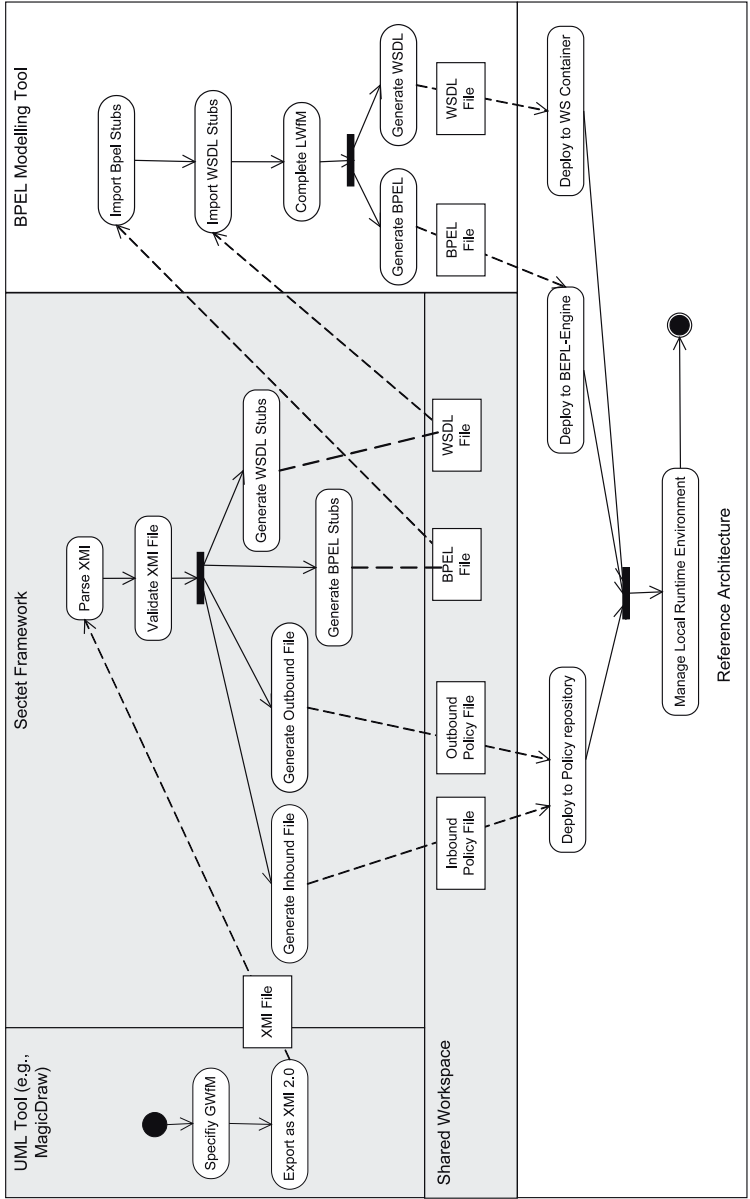 UML Tool (e.g.,
MagicDraw)
Specifiy GWfM
Export as XMI 2.0
XMI File
Sectet Framework
Parse XMI
Validate XMI File
Generate Inbound File
Generate Outbound File
Generate BPEL Stubs
Generate WSDL Stubs
BPEL Modelling Tool
Import Bpel Stubs
Import WSDL Stubs
Complete LWfM
Generate BPEL
Generate WSDL
BPEL
File
WSDL
File
Shared Workspace
Inbound
Policy File
Outbound
Policy File
BPEL
File
WSDL
File
Deploy to Policy repository
Deploy to BEPL-Engine
Deploy to WS Container
Manage Local Runtime Environment
Reference Architecture